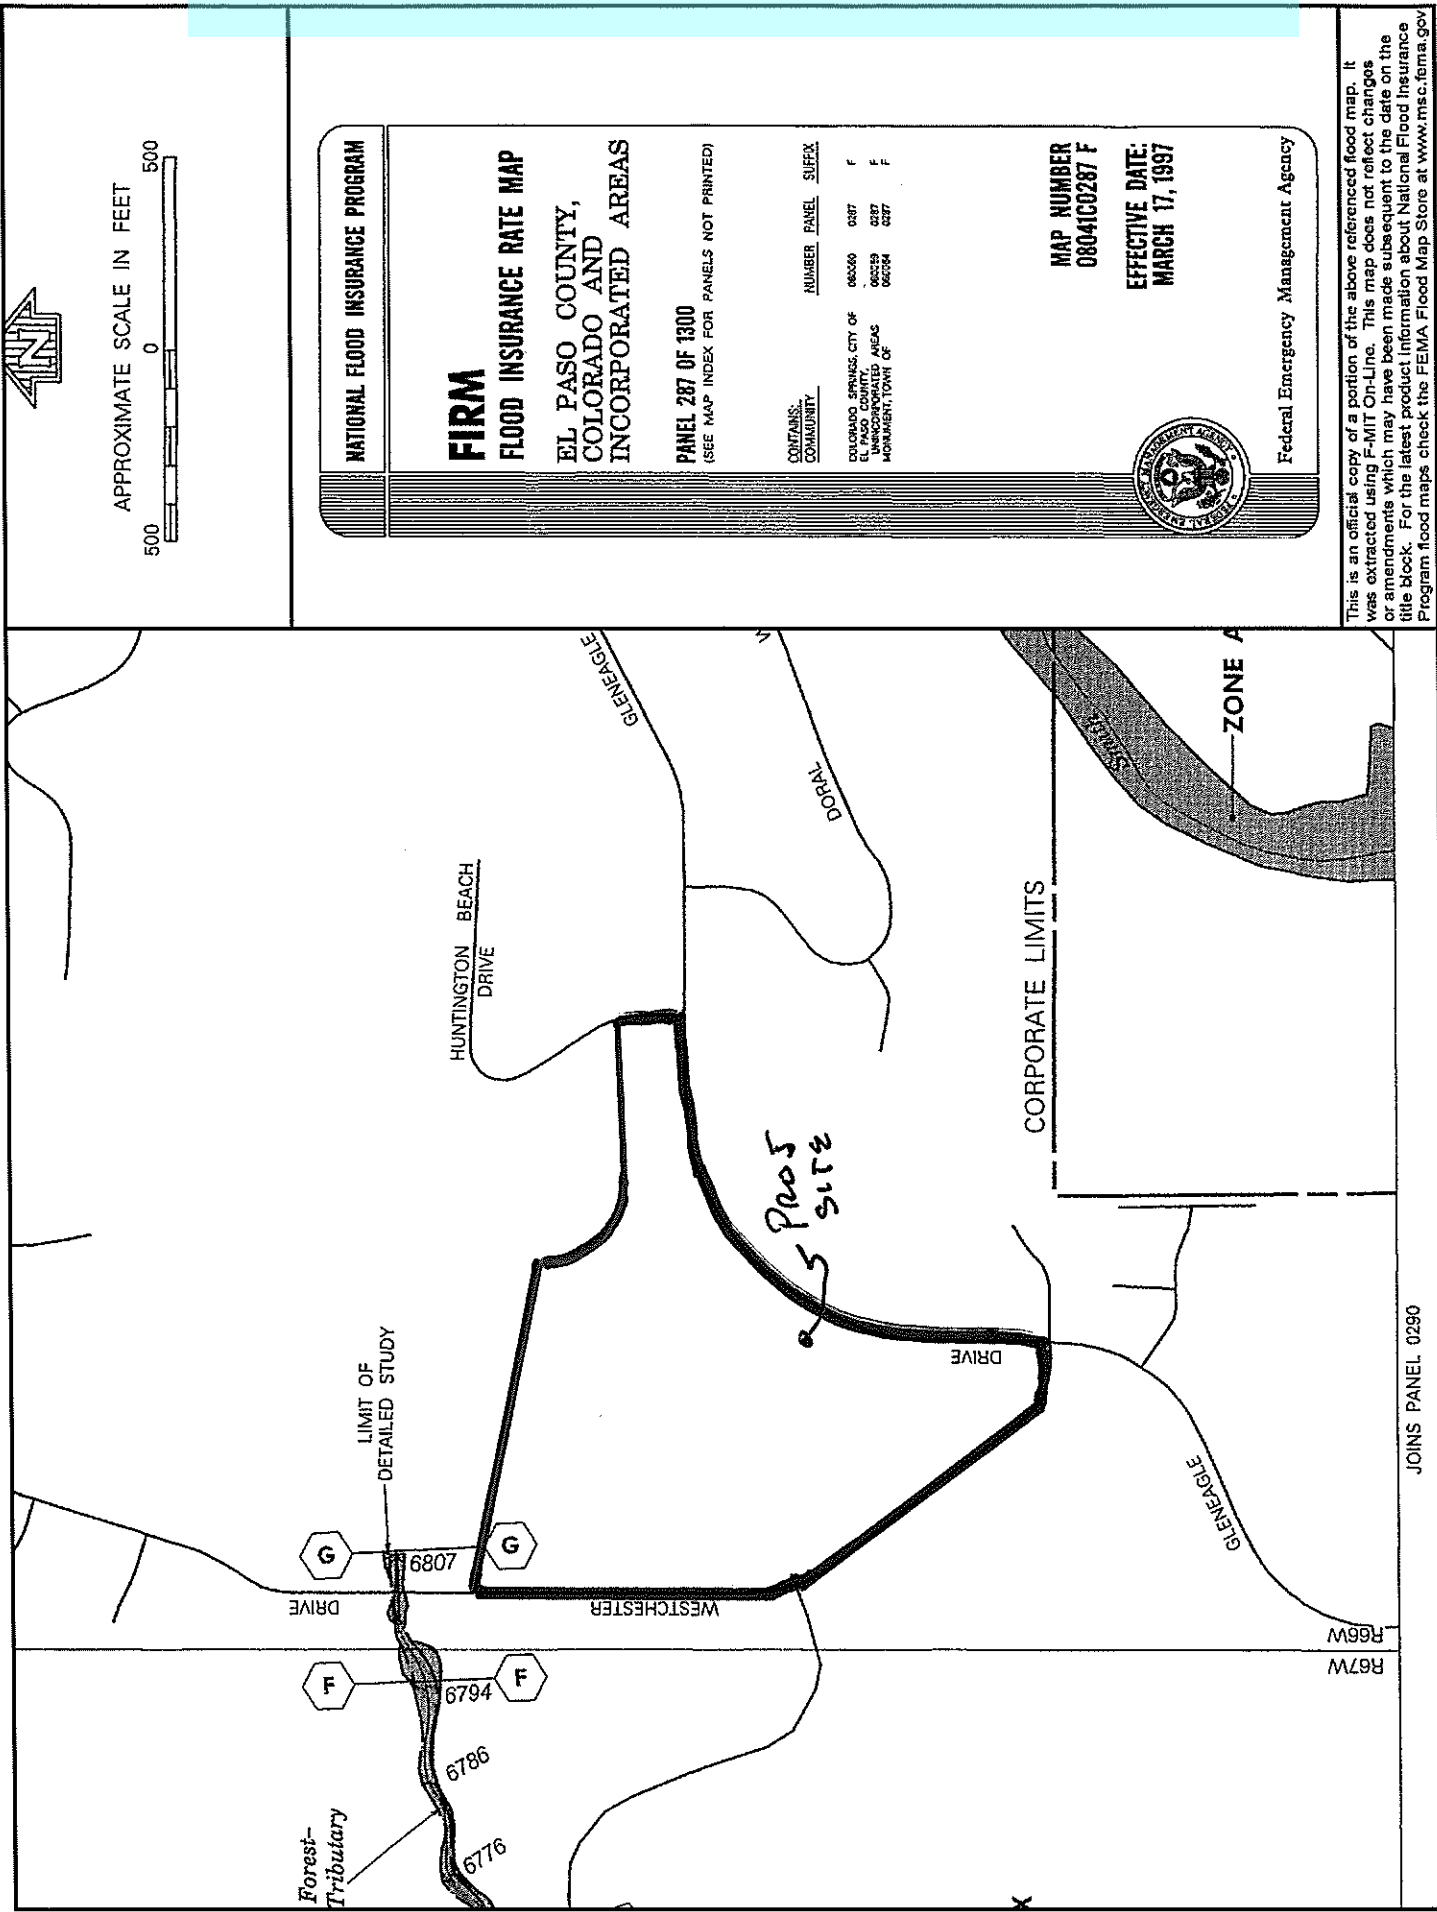 APPROXIMATE SCALE IN FEET
500 0 500
NATIONAL FLOOD INSURANCE PROGRAM
FIRM
FLOOD INSURANCE RATE MAP
EL PASO COUNTY,
COLORADO AND
INCORPORATED AREAS
PANEL 287 OF 1300
(SEE MAP INDEX FOR PANELS NOT PRINTED)
CONTAINS:
COMMUNITY NUMBER PANEL SUFFIX
COLORADO SPRINGS, CITY OF 080060 0287 F
EL PASO COUNTY,
UNINCORPORATED AREAS 080059 0287 F
MONUMENT, TOWN OF 080064 0287 F
MAP NUMBER
08041C0287 F
EFFECTIVE DATE:
MARCH 17, 1997
Federal Emergency Management Agency
This is an official copy of a portion of the above referenced flood map. It
was extracted using F-MIT On-Line. This map does not reflect changes
or amendments which may have been made subsequent to the date on the
title block. For the latest product information about National Flood Insurance
Program flood maps check the FEMA Flood Map Store at www.msc.fema.gov
Forest-
Tributary
6776
6786
F
6794
F
G
6807
G
LIMIT OF
DETAILED STUDY
DRIVE
WESTCHESTER
HUNTINGTON BEACH
DRIVE
GLENEAGLE
DORAL
PROJ
SITE
DRIVE
GLENEAGLE
CORPORATE LIMITS
Smith
ZONE A
R66W
R67W
X
JOINS PANEL 0290
N